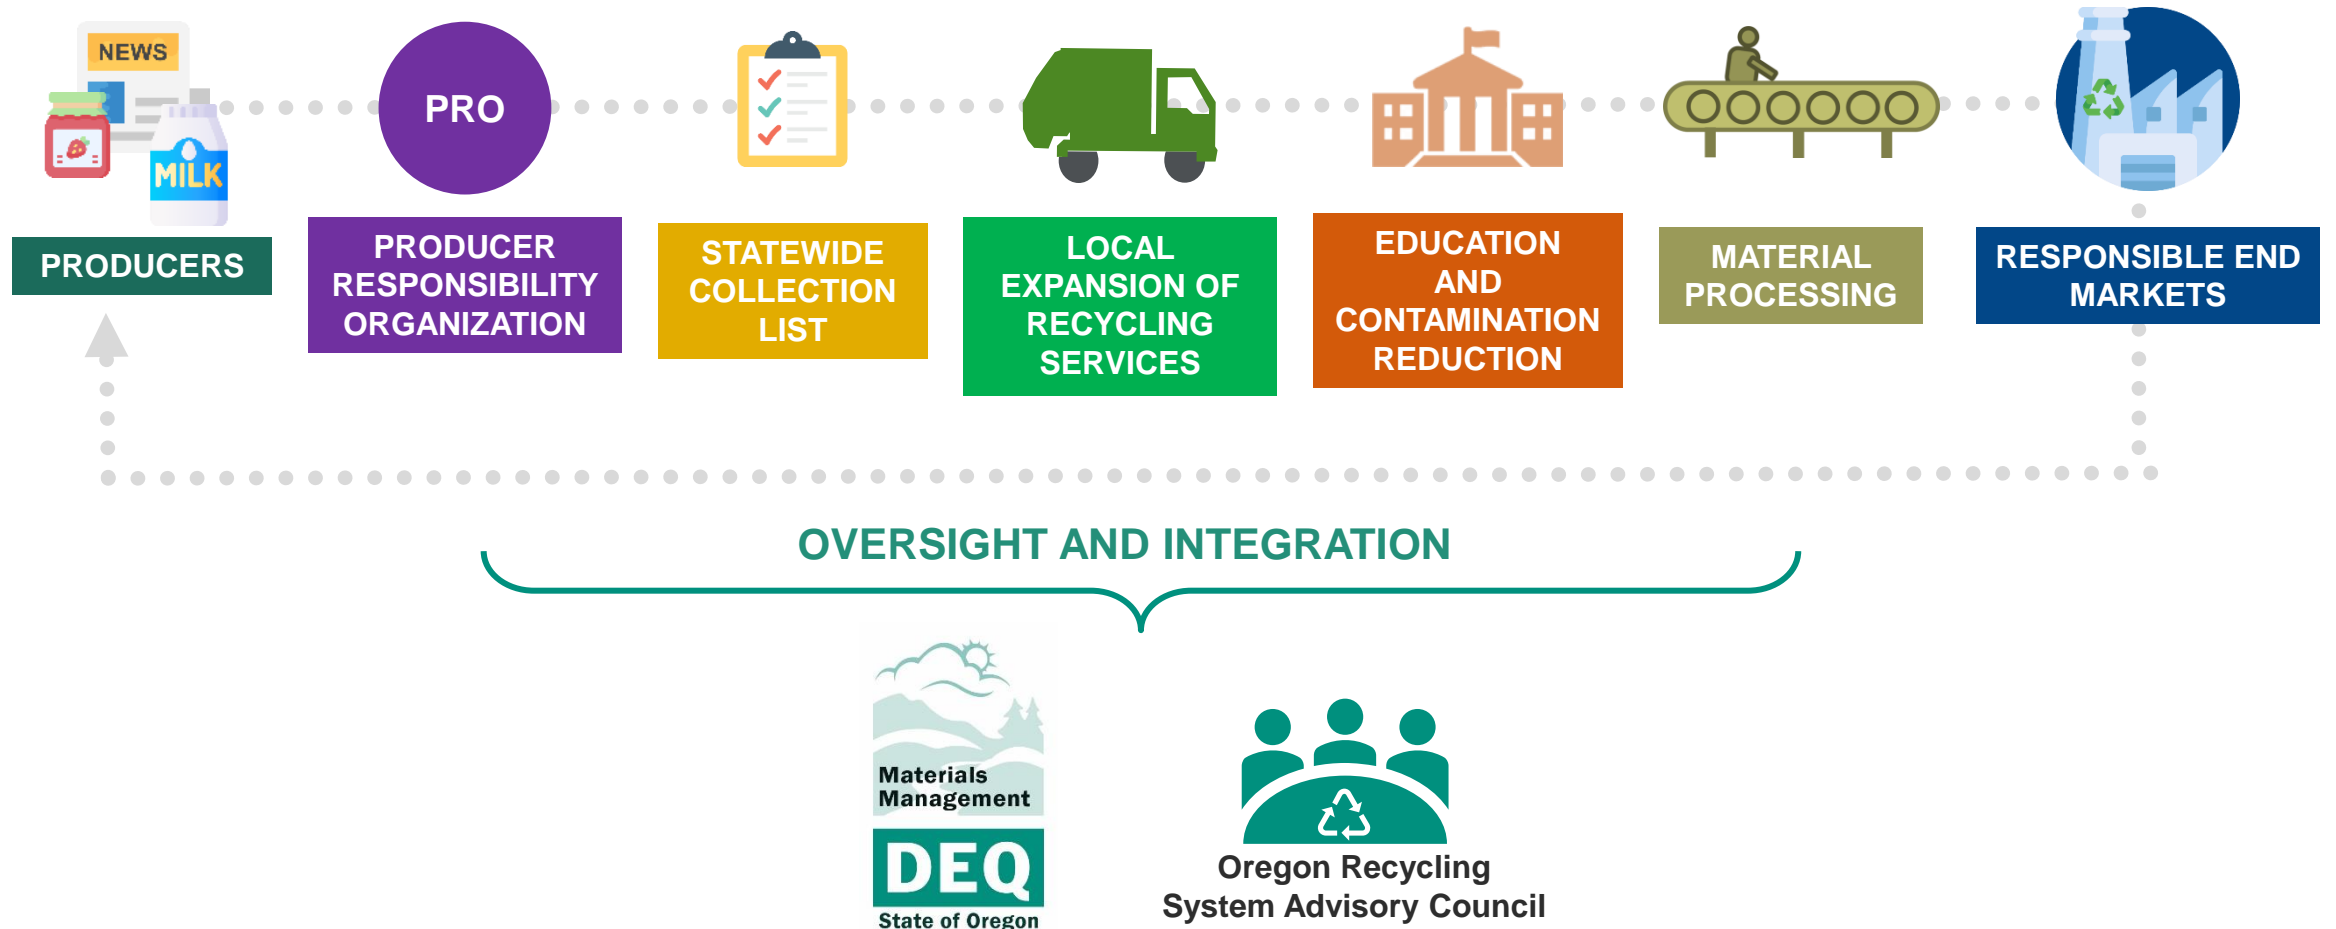 NEWS
MILK
PRO
PRODUCERS
PRODUCER
RESPONSIBILITY
ORGANIZATION
STATEWIDE
COLLECTION
LIST
LOCAL
EXPANSION OF
RECYCLING
SERVICES
EDUCATION
AND
CONTAMINATION
REDUCTION
MATERIAL
PROCESSING
RESPONSIBLE END
MARKETS
OVERSIGHT AND INTEGRATION
Materials
Management
DEQ
State of Oregon
Oregon Recycling
System Advisory Council